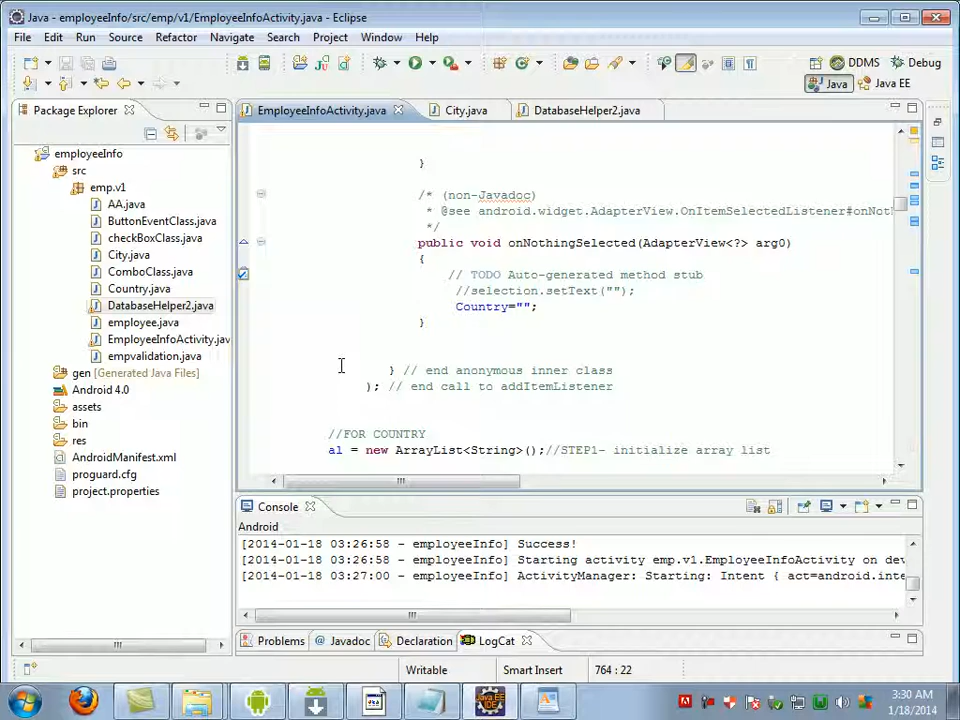 Java - employeeInfo/src/emp/v1/EmployeeInfoActivity.java - Eclipse
File Edit Run Source Refactor Navigate Search Project Window Help
DDMS Debug
Java Java EE
Package Explorer
EmployeeInfoActivity.java City.java DatabaseHelper2.java
employeeInfo
src
emp.v1
AA.java
ButtonEventClass.java
checkBoxClass.java
City.java
ComboClass.java
Country.java
DatabaseHelper2.java
employee.java
EmployeeInfoActivity.jav
empvalidation.java
gen [Generated Java Files]
Android 4.0
assets
bin
res
AndroidManifest.xml
proguard.cfg
project.properties
}
/* (non-Javadoc)
* @see android.widget.AdapterView.OnItemSelectedListener#onNot
*/
public void onNothingSelected(AdapterView<?> arg0)
{
// TODO Auto-generated method stub
//selection.setText("");
Country="";
}
} // end anonymous inner class
); // end call to addItemListener
//FOR COUNTRY
al = new ArrayList<String>();//STEP1- initialize array list
Console
Android
[2014-01-18 03:26:58 - employeeInfo] Success!
[2014-01-18 03:26:58 - employeeInfo] Starting activity emp.v1.EmployeeInfoActivity on dev
[2014-01-18 03:27:00 - employeeInfo] ActivityManager: Starting: Intent { act=android.inte
Problems Javadoc Declaration LogCat
Writable Smart Insert 764 : 22
3:30 AM
1/18/2014